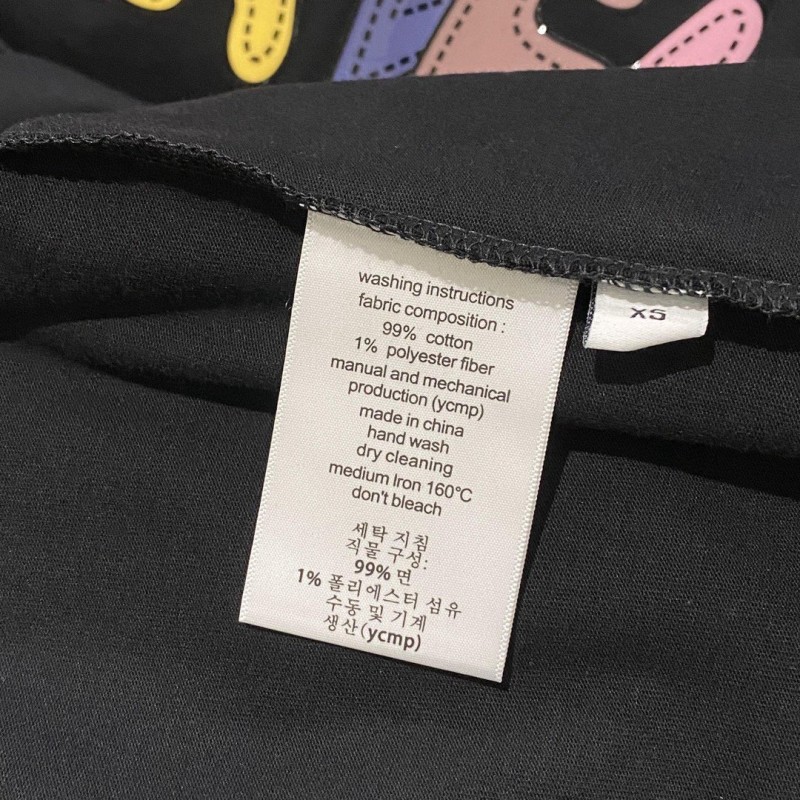 washing instructions
fabric composition :
99% cotton
1% polyester fiber
manual and mechanical
production (ycmp)
made in china
hand wash
dry cleaning
medium Iron 160℃
don't bleach
세탁 지침
직물 구성:
99% 면
1% 폴리에스터 섬유
수동 및 기계
생산(ycmp)
XS